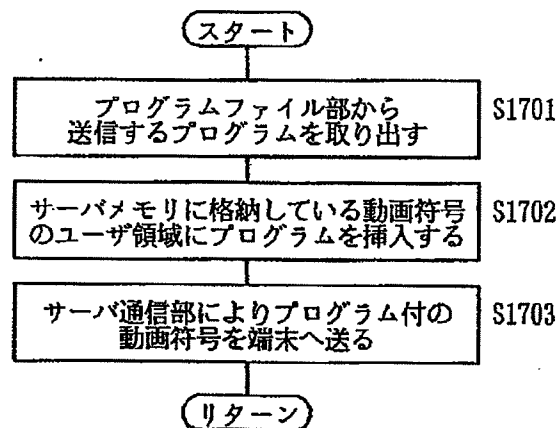 スタート
プログラムファイル部から
送信するプログラムを取り出す
S1701
サーバメモリに格納している動画符号
のユーザ領域にプログラムを挿入する
S1702
サーバ通信部によりプログラム付の
動画符号を端末へ送る
S1703
リターン